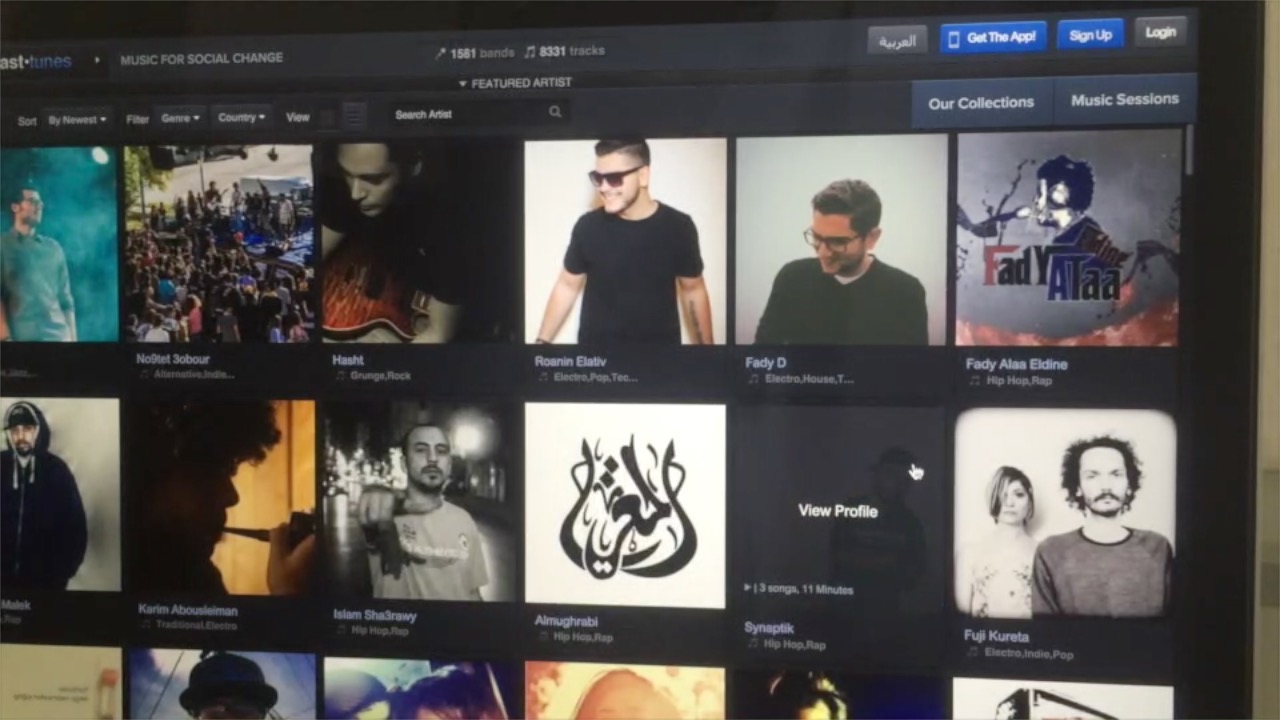 ast•tunes
MUSIC FOR SOCIAL CHANGE
1561 bands
8331 tracks
العربية
Get The App!
Sign Up
Login
FEATURED ARTIST
Sort
By Newest
Filter
Genre
Country
View
Search Artist
Our Collections
Music Sessions
FadY
ATaa
No9tet 3obour
Alternative,Indie...
Hasht
Grunge,Rock
Roanin Elativ
Electro,Pop,Tec...
Fady D
Electro,House,T...
Fady Alaa Eldine
Hip Hop,Rap
Malek
,Rap
Karim Abousleiman
Traditional,Electro
Islam Sha3rawy
Hip Hop,Rap
المغربي
Almughrabi
Hip Hop,Rap
View Profile
| 3 songs, 11 Minutes
Synaptik
Hip Hop,Rap
Fuji Kureta
Electro,Indie,Pop